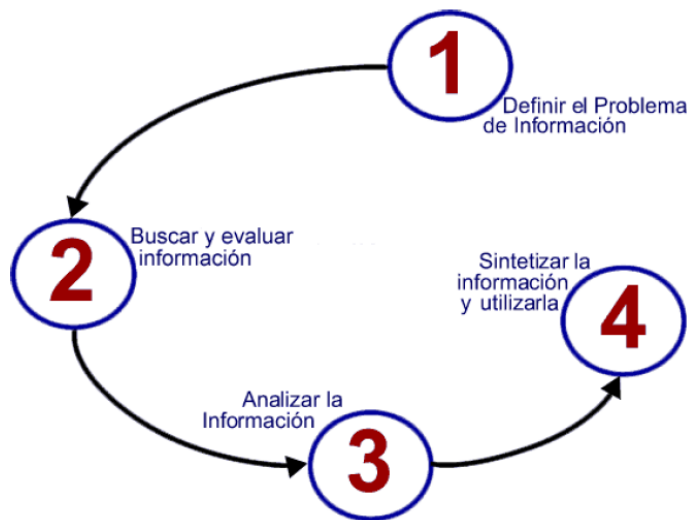 1
Definir el Problema
de Información
2
Buscar y evaluar
información
3
Analizar la
Información
4
Sintetizar la
información
y utilizarla